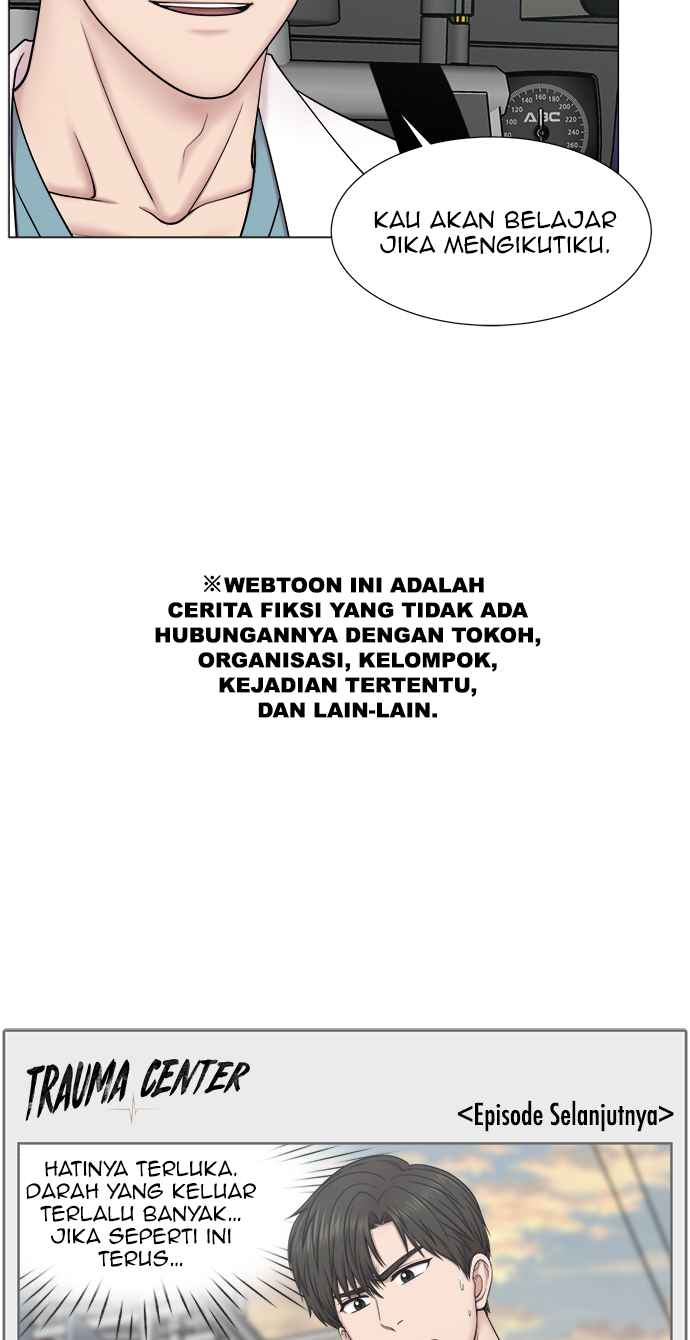 120 140 160 180
100 200
80 ABC 220
240
260
KAU AKAN BELAJAR
JIKA MENGIKUTIKU.
※WEBTOON INI ADALAH
CERITA FIKSI YANG TIDAK ADA
HUBUNGANNYA DENGAN TOKOH,
ORGANISASI, KELOMPOK,
KEJADIAN TERTENTU,
DAN LAIN-LAIN.
TRAUMA CENTER
<Episode Selanjutnya>
HATINYA TERLUKA.
DARAH YANG KELUAR
TERLALU BANYAK...
JIKA SEPERTI INI
TERUS...